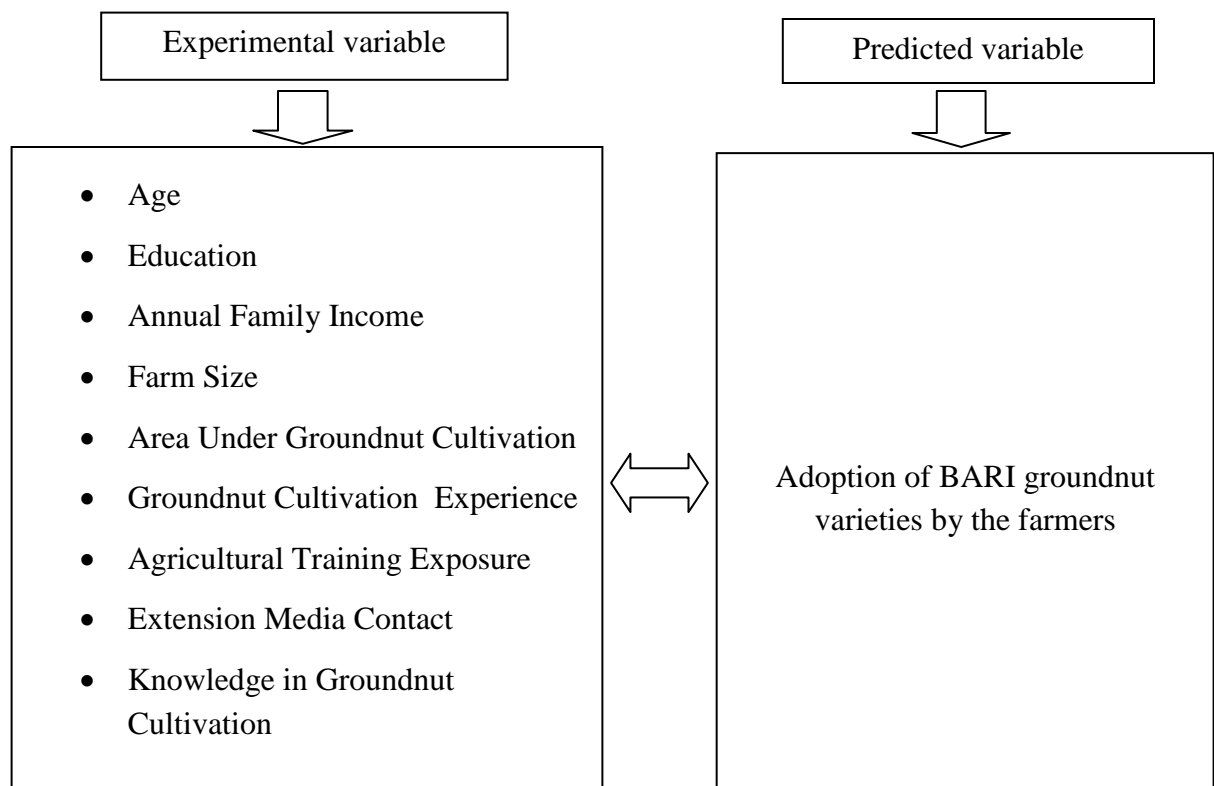 Experimental variable
Predicted variable
• Age
• Education
• Annual Family Income
• Farm Size
• Area Under Groundnut Cultivation
• Groundnut Cultivation Experience
• Agricultural Training Exposure
• Extension Media Contact
• Knowledge in Groundnut
Cultivation
Adoption of BARI groundnut
varieties by the farmers